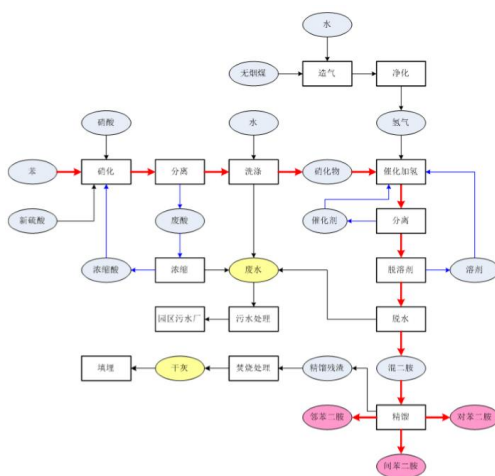 水
无烟煤
造气
净化
硝酸
水
氢气
苯
硝化
分离
洗涤
硝化物
催化加氢
新硫酸
废酸
催化剂
分离
浓缩酸
浓缩
废水
脱溶剂
溶剂
园区污水厂
污水处理
脱水
填埋
干灰
焚烧处理
精馏残渣
混二胺
邻苯二胺
精馏
对苯二胺
间苯二胺